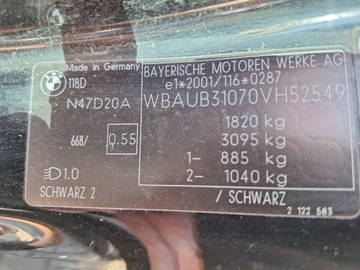 Made in Germany
BMW
118D
N47D20A
668/ 0.55
1.0
SCHWARZ 2
BAYERISCHE MOTOREN WERKE AG
e1*2001/116*0287
WBAUB31070VH52549
1820 kg
3095 kg
1- 885 kg
2- 1040 kg
/ SCHWARZ
2 122 583